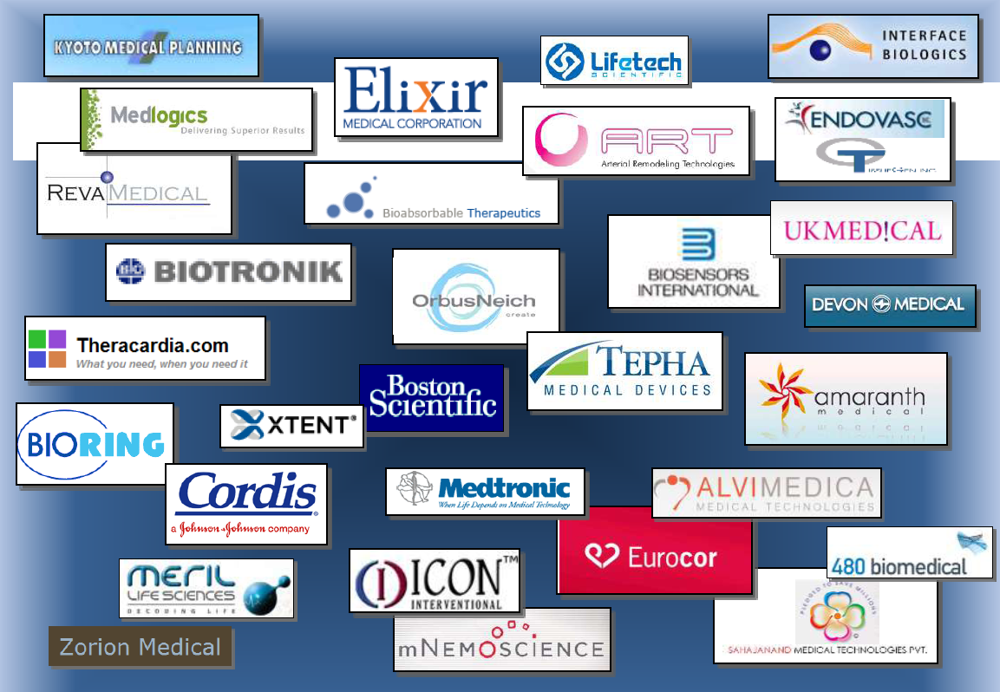 KYOTO MEDICAL PLANNING
Lifetech
SCIENTIFIC
INTERFACE
BIOLOGICS
Elixir
MEDICAL CORPORATION
Medlogics
Delivering Superior Results
ART
Arterial Remodeling Technologies
ENDOVASC
REVA MEDICAL
Bioabsorbable Therapeutics
UKMED!CAL
BIOSENSORS
INTERNATIONAL
BIO
BIOTRONIK
OrbusNeich
create
DEVON MEDICAL
Theracardia.com
What you need, when you need it
TEPHA
MEDICAL DEVICES
Boston
Scientific
amaranth
medical
XTENT®
BIORING
Cordis®
a Johnson & Johnson company
Medtronic
When Life Depends on Medical Technology
ALVIMEDICA
MEDICAL TECHNOLOGIES
Eurocor
480 biomedical
MERIL
LIFE SCIENCES
DECODING LIFE
ICON™
INTERVENTIONAL
PLEDGED TO SAVE MILLIONS
©
SAHAJANAND MEDICAL TECHNOLOGIES PVT.
Zorion Medical
mNEMOSCIENCE